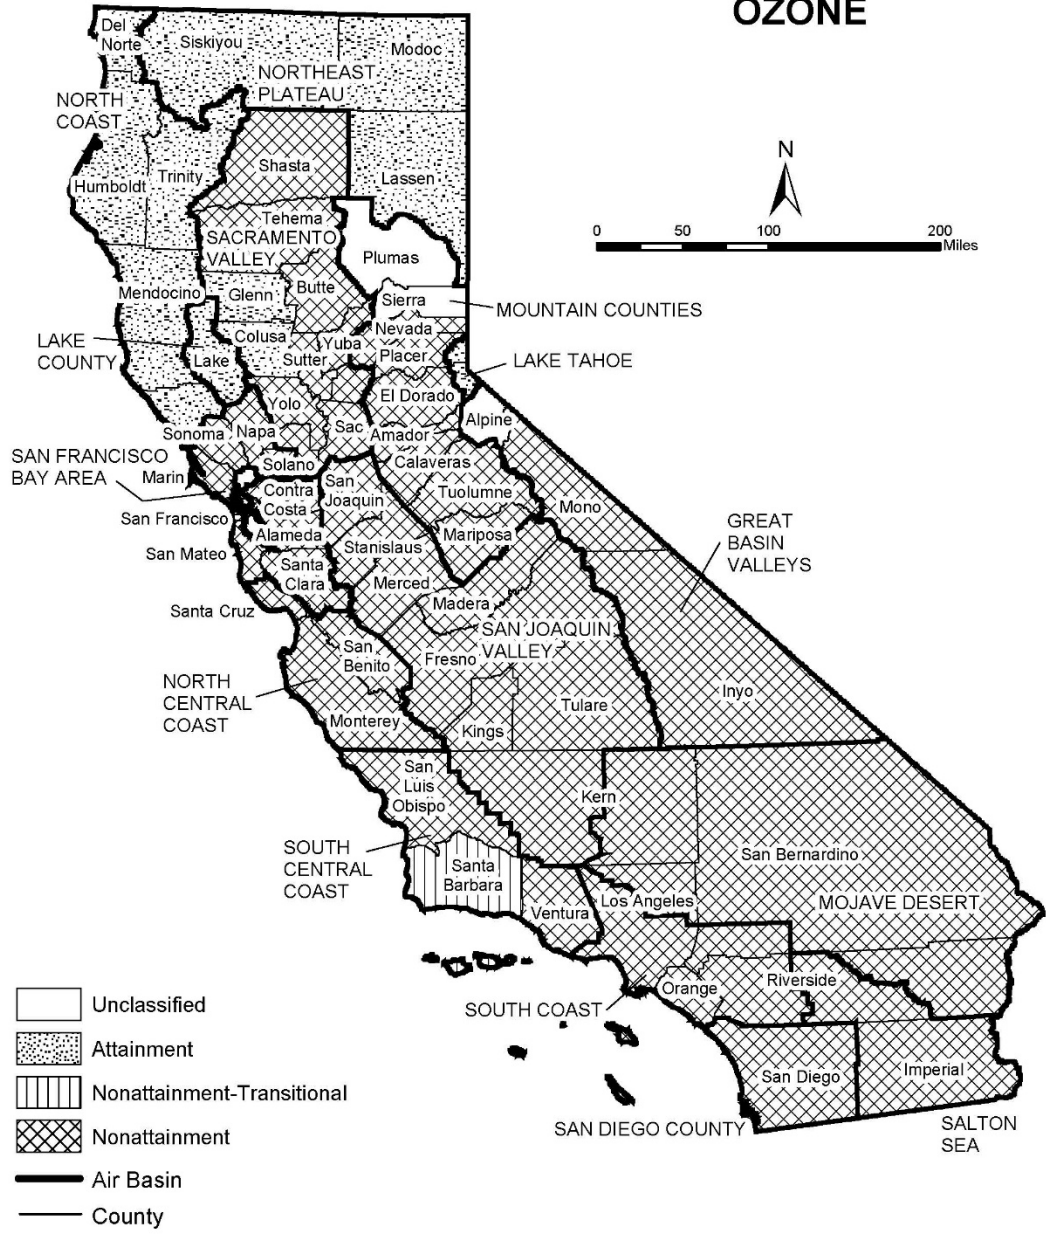 OZONE
Del
Norte
Siskiyou
Modoc
NORTHEAST
PLATEAU
NORTH
COAST
Shasta
Trinity
Humboldt
Lassen
Tehema
SACRAMENTO
VALLEY
Plumas
Butte
Mendocino
Glenn
Sierra
MOUNTAIN COUNTIES
Nevada
Colusa
Yuba
LAKE
COUNTY
Lake
Sutter
Placer
LAKE TAHOE
El Dorado
Yolo
Alpine
Sonoma
Napa
Sac
Amador
SAN FRANCISCO
BAY AREA
Solano
Calaveras
Marin
San
Joaquin
Contra
Costa
Tuolumne
Mono
San Francisco
Alameda
Mariposa
GREAT
BASIN
VALLEYS
San Mateo
Stanislaus
Santa
Clara
Merced
Santa Cruz
Madera
SAN JOAQUIN
VALLEY
San
Benito
Fresno
NORTH
CENTRAL
COAST
Inyo
Tulare
Monterey
Kings
San
Luis
Obispo
Kern
SOUTH
CENTRAL
COAST
San Bernardino
Santa
Barbara
Los Angeles
MOJAVE DESERT
Ventura
Riverside
Orange
SOUTH COAST
San Diego
Imperial
SAN DIEGO COUNTY
SALTON
SEA
N
0
50
100
200
Miles
Unclassified
Attainment
Nonattainment-Transitional
Nonattainment
Air Basin
County